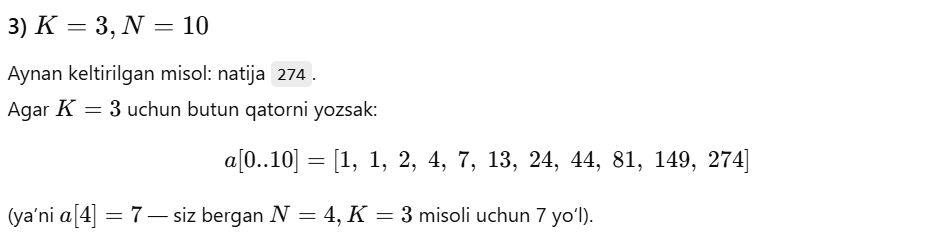 3) K = 3, N = 10
Aynan keltirilgan misol: natija 274 .
Agar K = 3 uchun butun qatorni yozsak:
a[0..10] = [1, 1, 2, 4, 7, 13, 24, 44, 81, 149, 274]
(ya’ni a[4] = 7 — siz bergan N = 4, K = 3 misoli uchun 7 yo‘l).